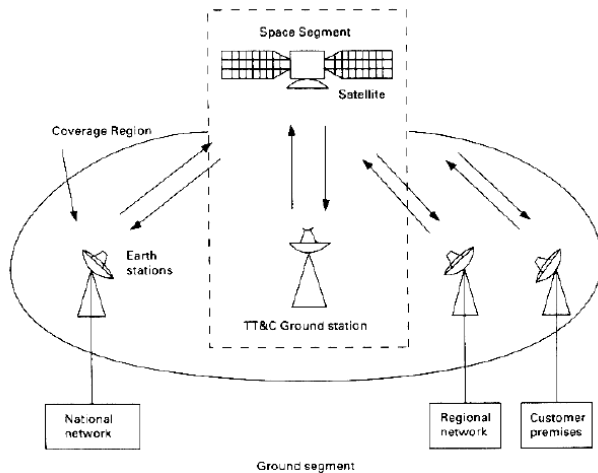 Space Segment
Satellite
Coverage Region
Earth
stations
TT&C Ground station
National
network
Regional
network
Customer
premises
Ground segment